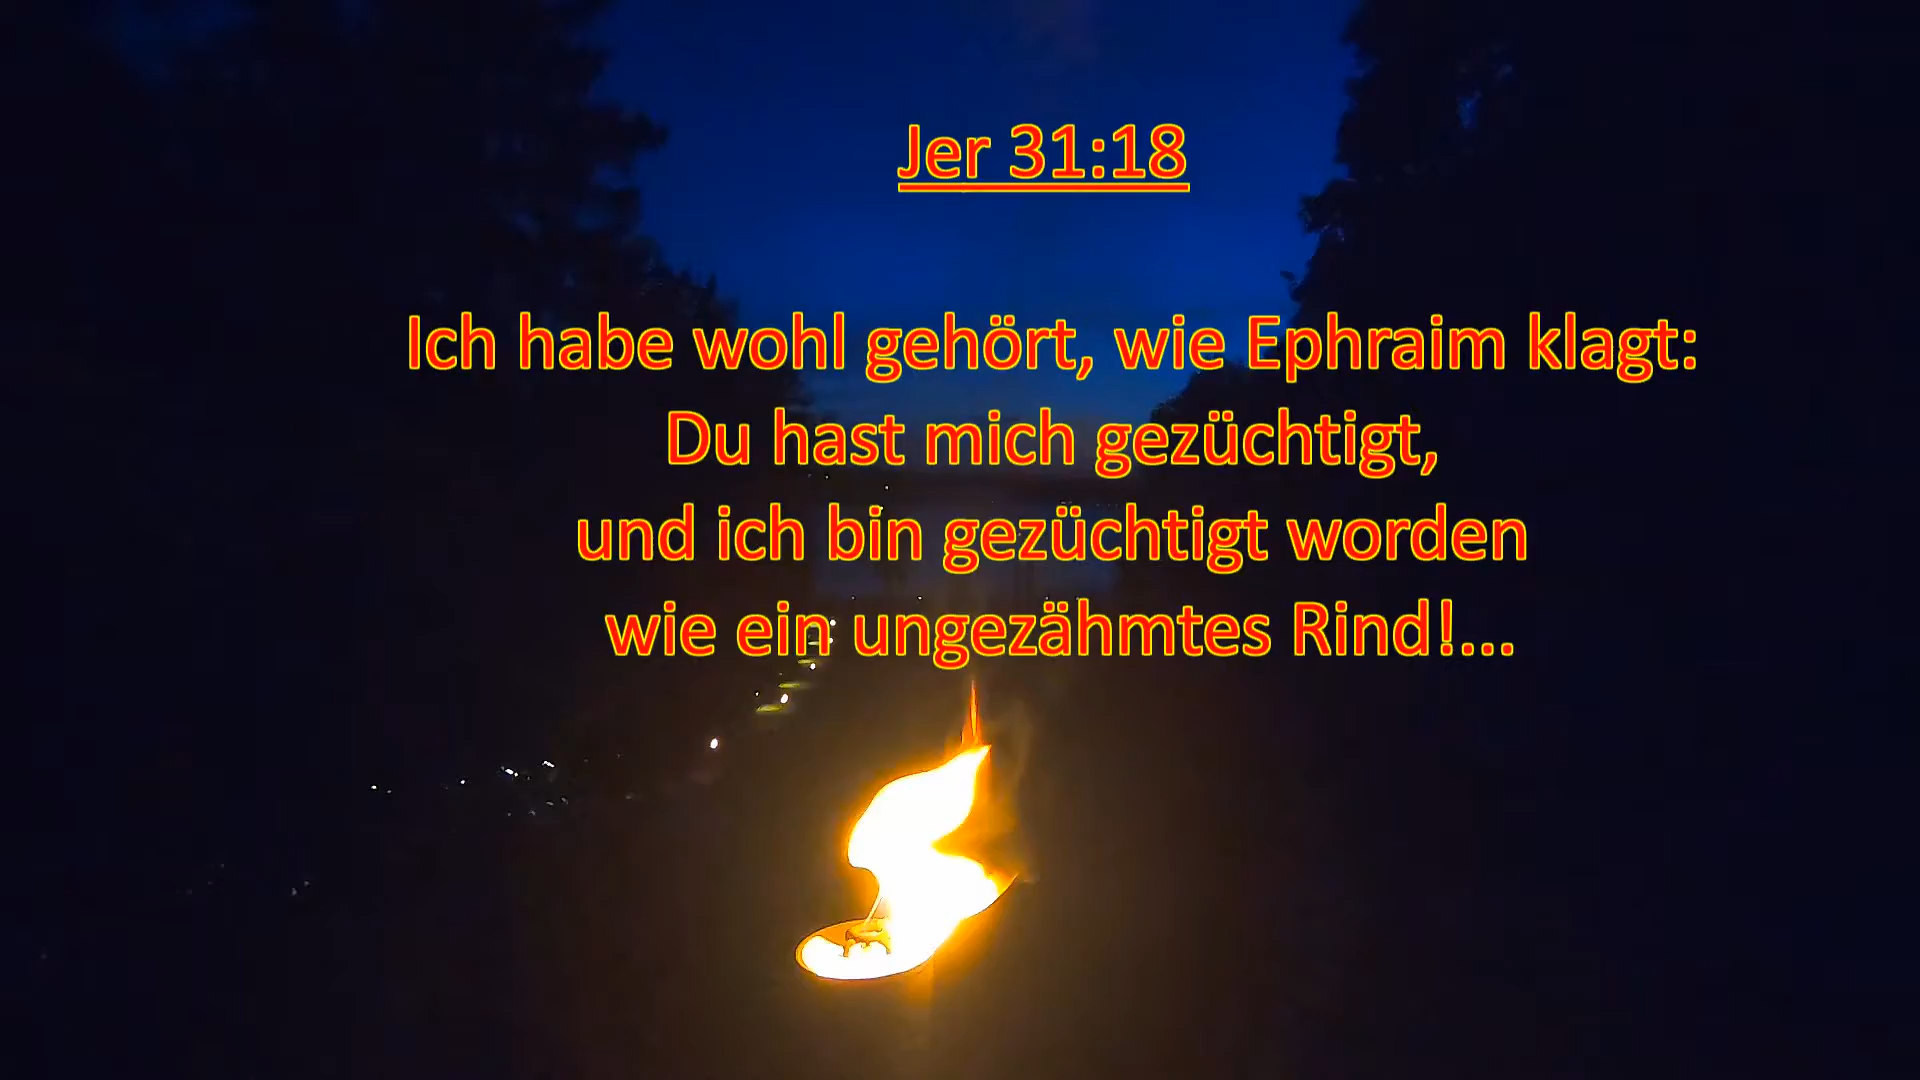 Jer 31:18
Ich habe wohl gehört, wie Ephraim klagt:
Du hast mich gezüchtigt,
und ich bin gezüchtigt worden
wie ein ungezähmtes Rind!...